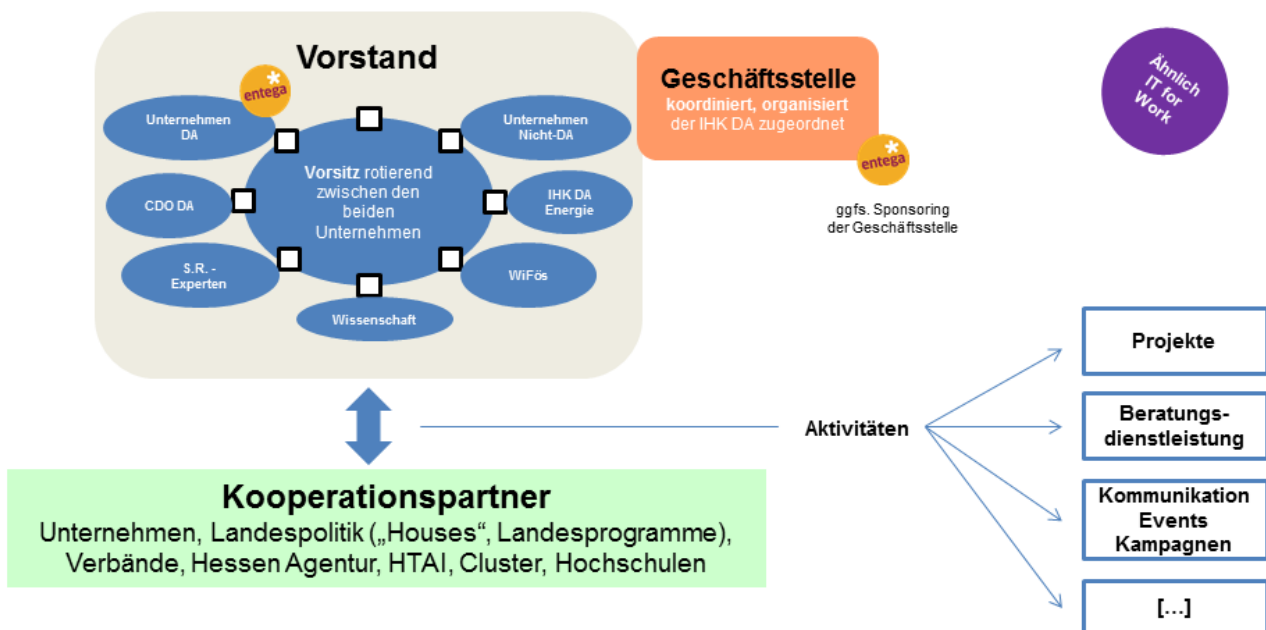 Vorstand
entega
Unternehmen
DA
Unternehmen
Nicht-DA
CDO DA
Vorsitz rotierend
zwischen den
beiden
Unternehmen
IHK DA
Energie
S.R. -
Experten
WiFös
Wissenschaft
Geschäftsstelle
koordiniert, organisiert
der IHK DA zugeordnet
entega
ggfs. Sponsoring
der Geschäftsstelle
Ähnlich
IT for
Work
Kooperationspartner
Unternehmen, Landespolitik („Houses“, Landesprogramme),
Verbände, Hessen Agentur, HTAI, Cluster, Hochschulen
Aktivitäten
Projekte
Beratungs-
dienstleistung
Kommunikation
Events
Kampagnen
[…]